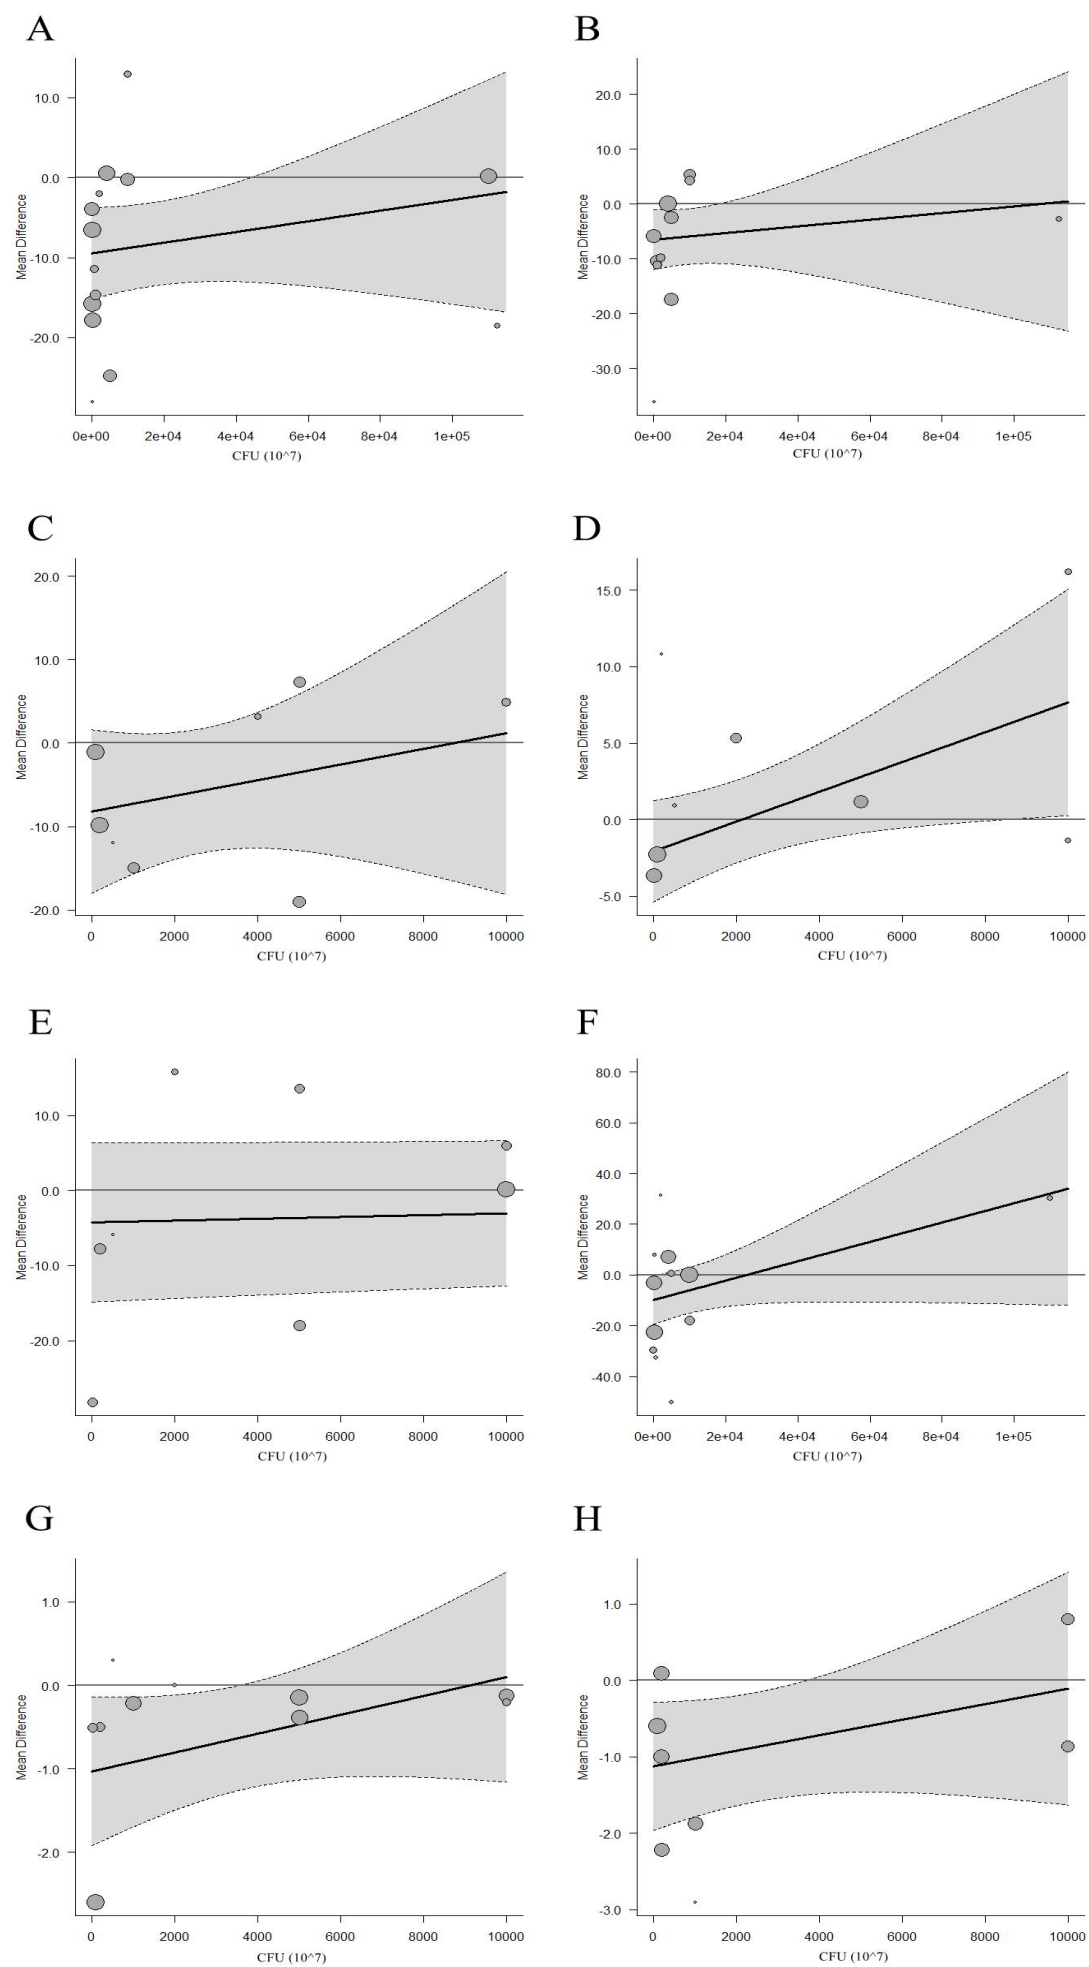 A
B
Mean Difference
10.0
0.0
-10.0
-20.0
0e+00 2e+04 4e+04 6e+04 8e+04 1e+05
CFU (10^7)
Mean Difference
20.0
10.0
0.0
-10.0
-20.0
-30.0
0e+00 2e+04 4e+04 6e+04 8e+04 1e+05
CFU (10^7)
C
D
Mean Difference
20.0
10.0
0.0
-10.0
-20.0
0 2000 4000 6000 8000 10000
CFU (10^7)
Mean Difference
15.0
10.0
5.0
0.0
-5.0
0 2000 4000 6000 8000 10000
CFU (10^7)
E
F
Mean Difference
10.0
0.0
-10.0
-20.0
0 2000 4000 6000 8000 10000
CFU (10^7)
Mean Difference
80.0
60.0
40.0
20.0
0.0
-20.0
-40.0
0e+00 2e+04 4e+04 6e+04 8e+04 1e+05
CFU (10^7)
G
H
Mean Difference
1.0
0.0
-1.0
-2.0
0 2000 4000 6000 8000 10000
CFU (10^7)
Mean Difference
1.0
0.0
-1.0
-2.0
-3.0
0 2000 4000 6000 8000 10000
CFU (10^7)